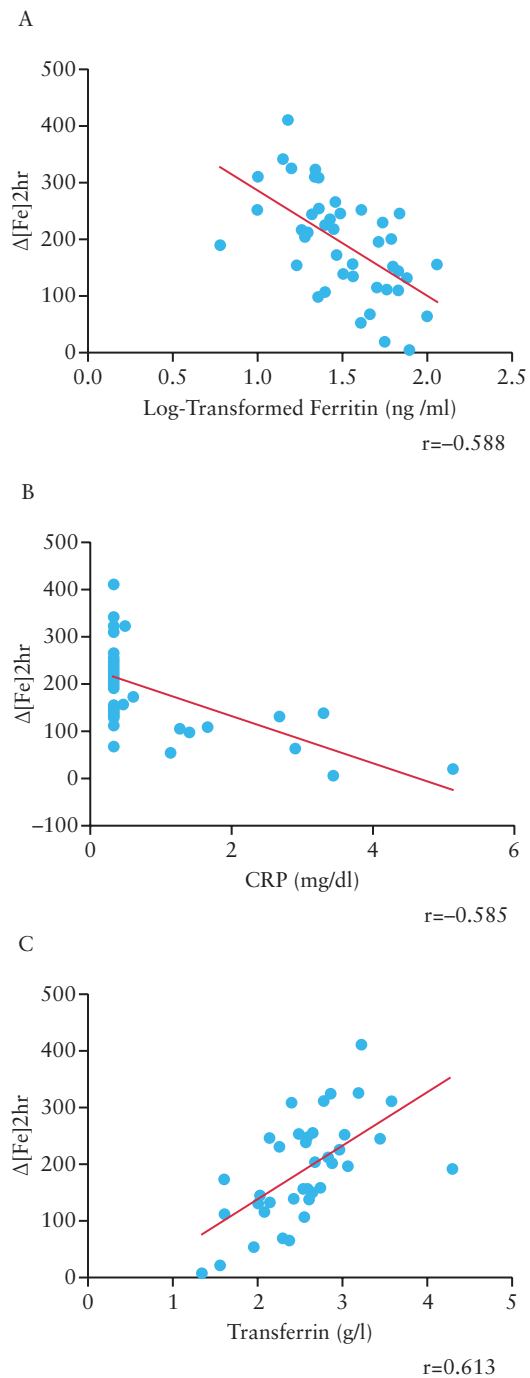 A
500
400
300
200
100
0
Δ[Fe]2hr
0.0 0.5 1.0 1.5 2.0 2.5
Log-Transformed Ferritin (ng /ml)
r=–0.588
B
500
400
300
200
100
0
–100
Δ[Fe]2hr
0 2 4 6
CRP (mg/dl)
r=–0.585
C
500
400
300
200
100
0
Δ[Fe]2hr
0 1 2 3 4 5
Transferrin (g/l)
r=0.613